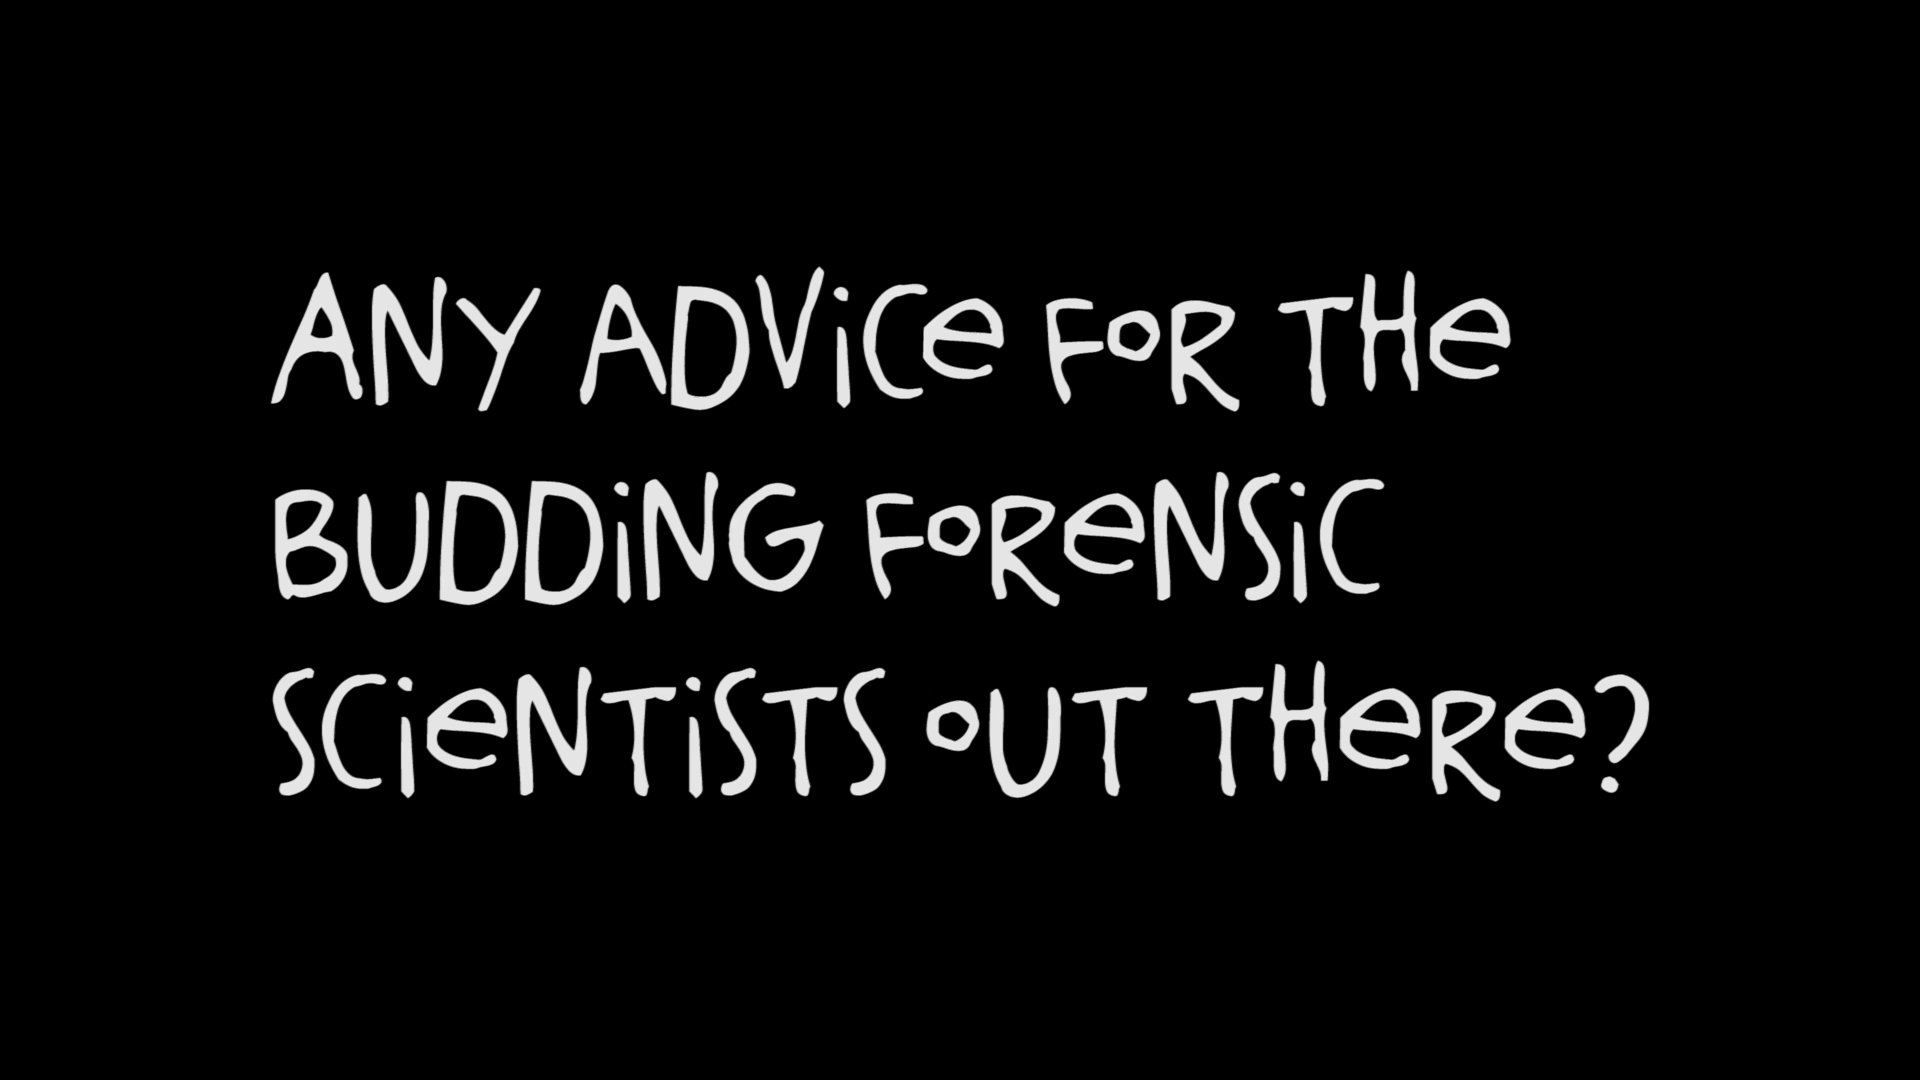 ANY ADVICE FOR THE
BUDDING FORENSIC
SCIENTISTS OUT THERE?